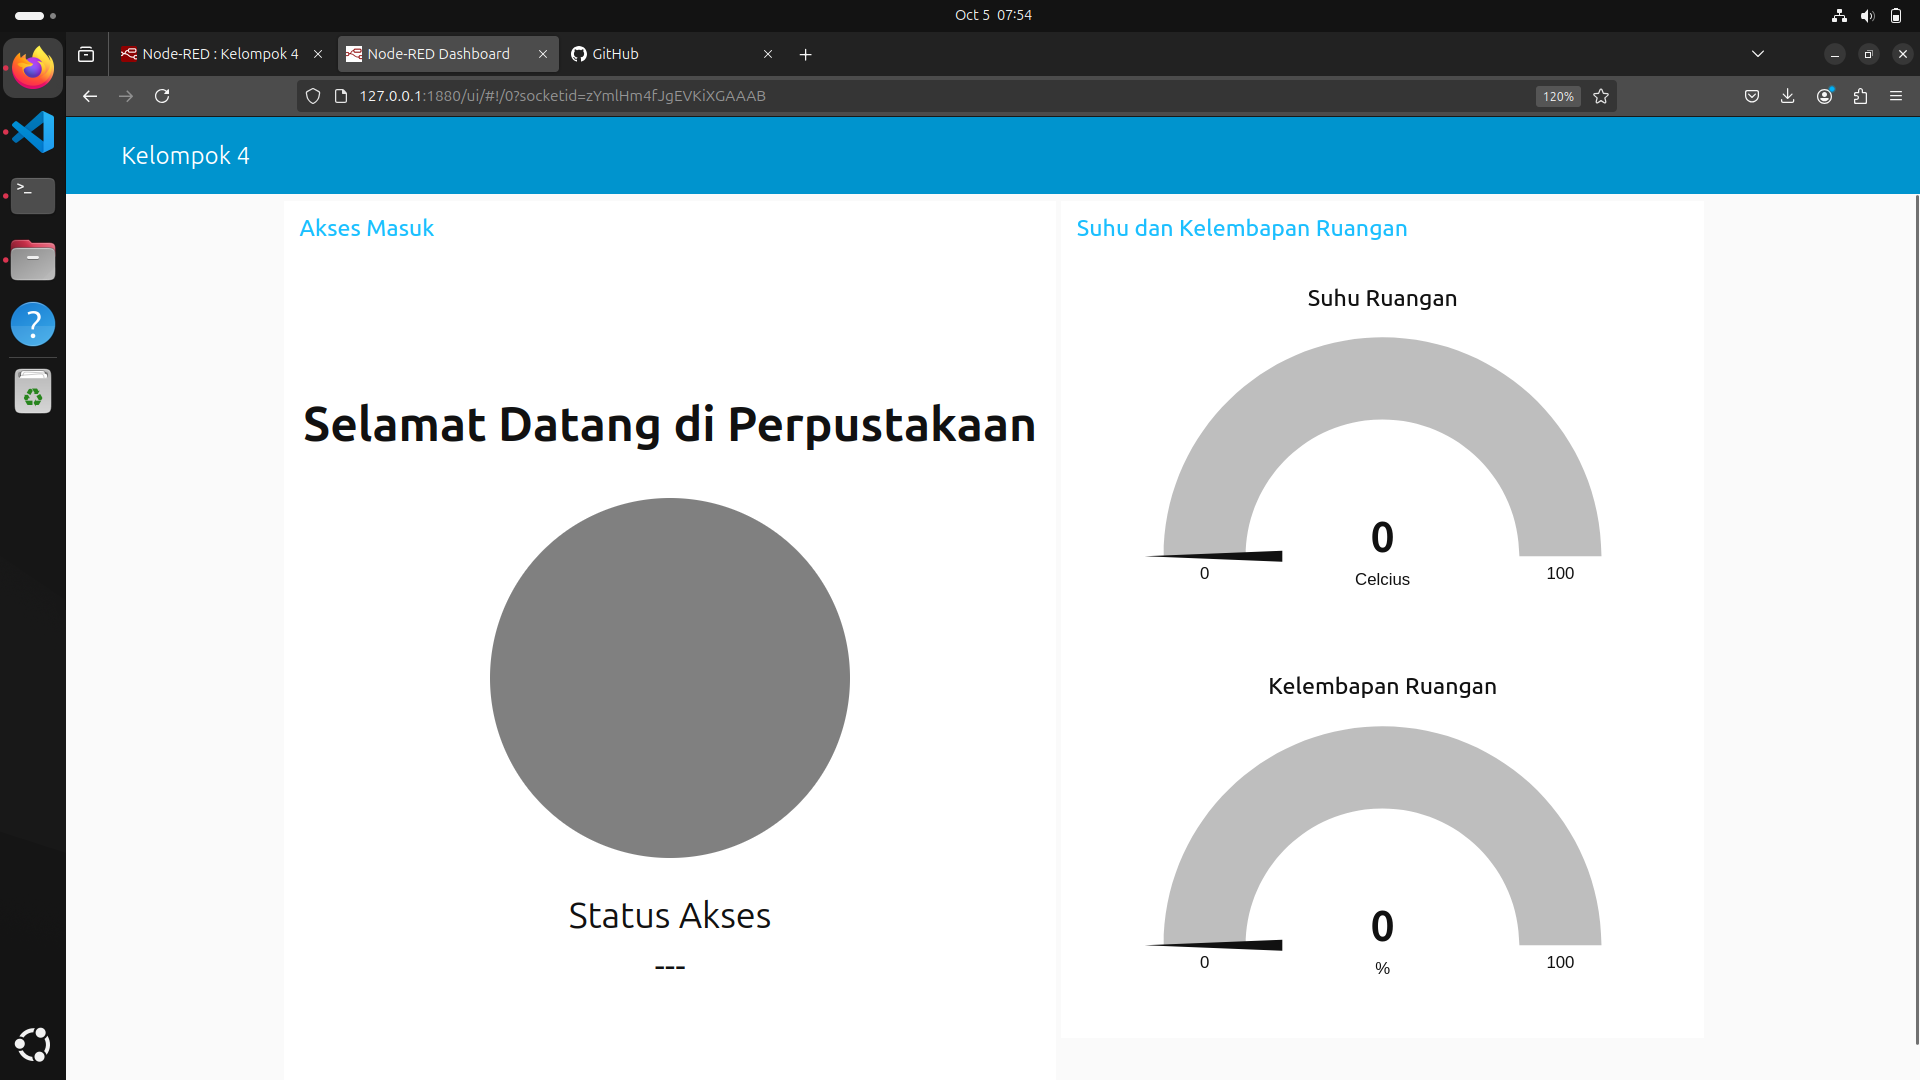 Oct 5 07:54
Node-RED : Kelompok 4
Node-RED Dashboard
GitHub
127.0.0.1:1880/ui/#!/0?socketid=zYmlHm4fJgEVKiXGAAAB
120%
Kelompok 4
Akses Masuk
Selamat Datang di Perpustakaan
Status Akses
---
Suhu dan Kelembapan Ruangan
Suhu Ruangan
0
0
Celcius
100
Kelembapan Ruangan
0
0
%
100